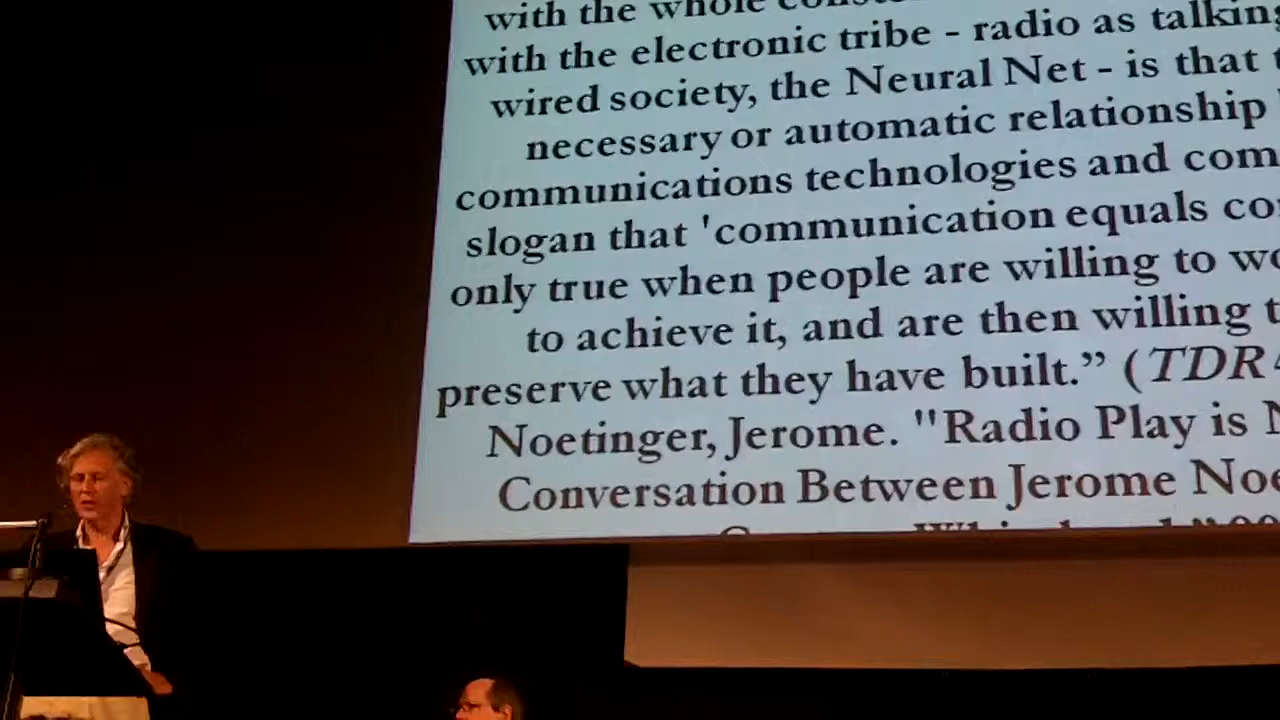 with the whole
with the electronic tribe - radio as talking
wired society, the Neural Net - is that
necessary or automatic relationship
communications technologies and com
slogan that 'communication equals co
only true when people are willing to wo
to achieve it, and are then willing t
preserve what they have built.” (TDR
Noetinger, Jerome. "Radio Play is N
Conversation Between Jerome Noe